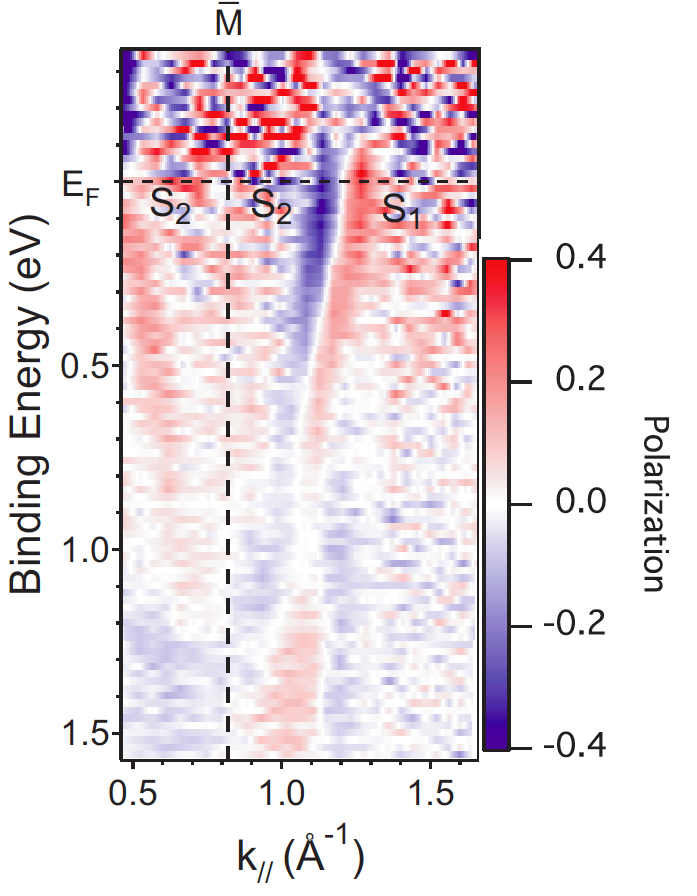 M̅
E_F
S₂
S₂
S₁
0.5
1.0
1.5
Binding Energy (eV)
0.5
1.0
1.5
k// (Å⁻¹)
0.4
0.2
0.0
-0.2
-0.4
Polarization